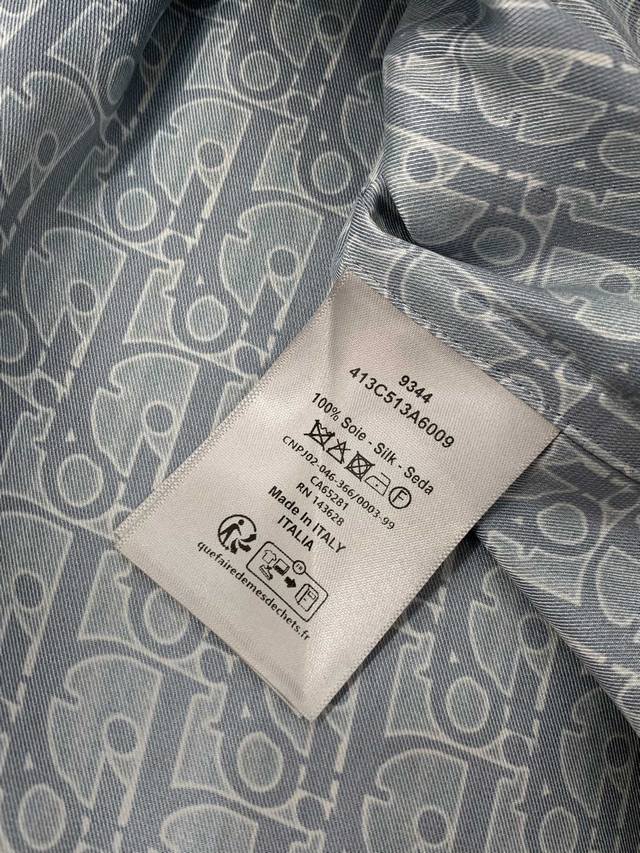 9344
413C513A6009
100% Soie - Silk - Seda
CNPJ02-046-366/0003-99
CA65281
RN 143628
Made In ITALY
ITALIA
FR
quefairedemesdechets.fr